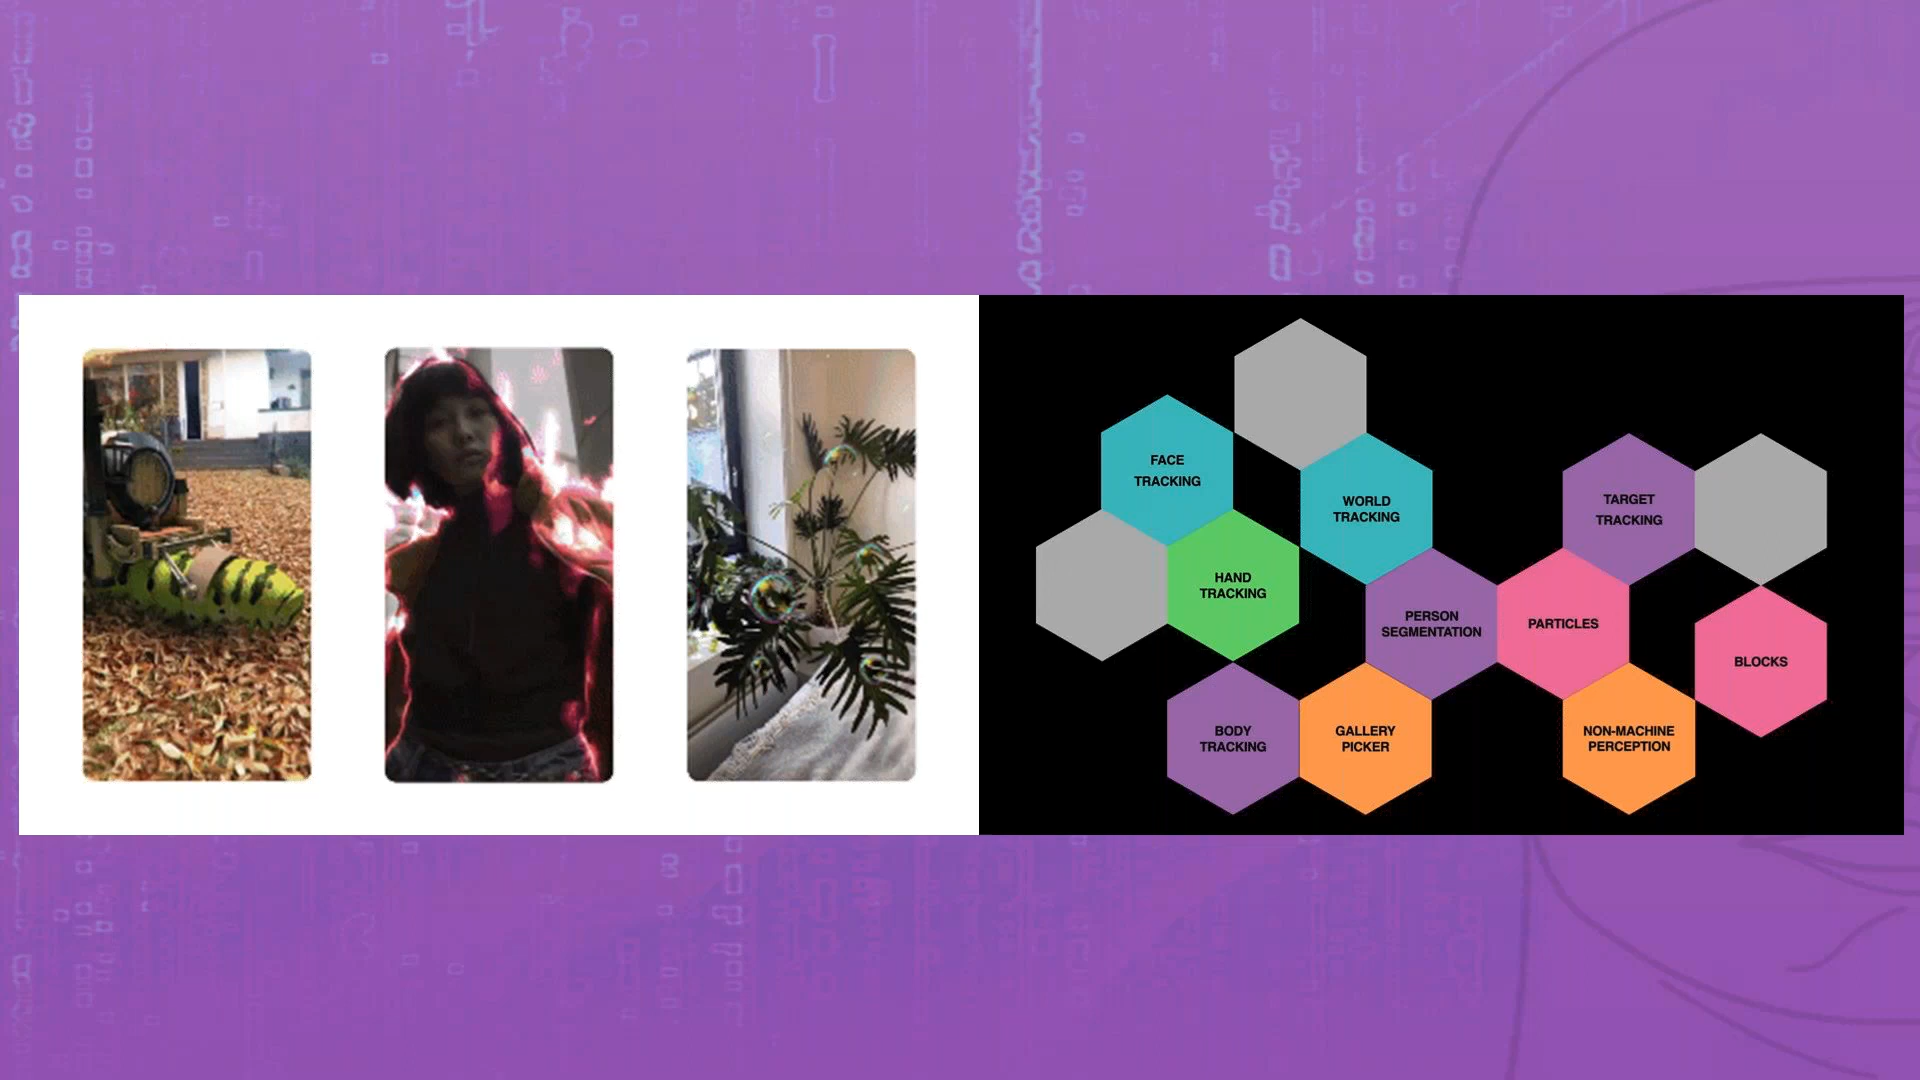 FACE
TRACKING
WORLD
TRACKING
TARGET
TRACKING
HAND
TRACKING
PERSON
SEGMENTATION
PARTICLES
BLOCKS
BODY
TRACKING
GALLERY
PICKER
NON-MACHINE
PERCEPTION